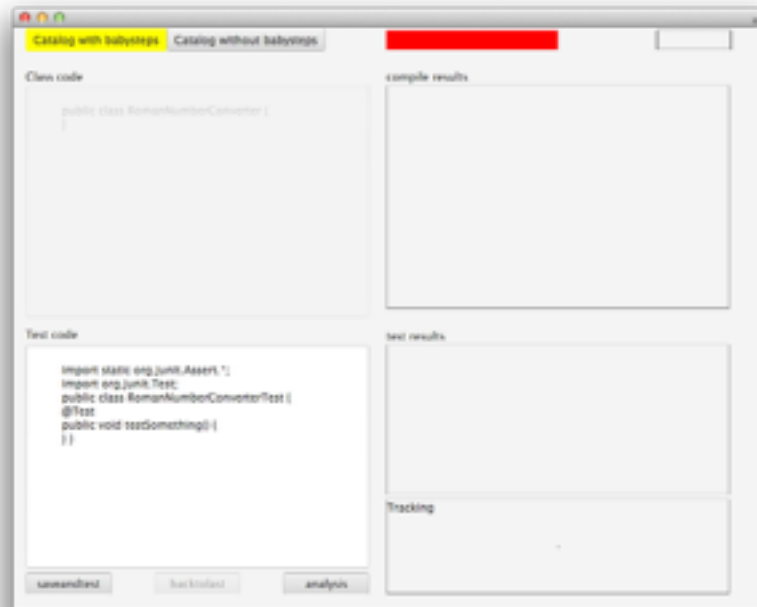 Catalog with babysteps Catalog without babysteps
Class code
public class RomanNumberConverter {
}
compile results
Test code
import static org.junit.Assert.*;
import org.junit.Test;
public class RomanNumberConverterTest {
@Test
public void testSomething() {
} }
test results
Tracking
saveandtest backtolast analysis